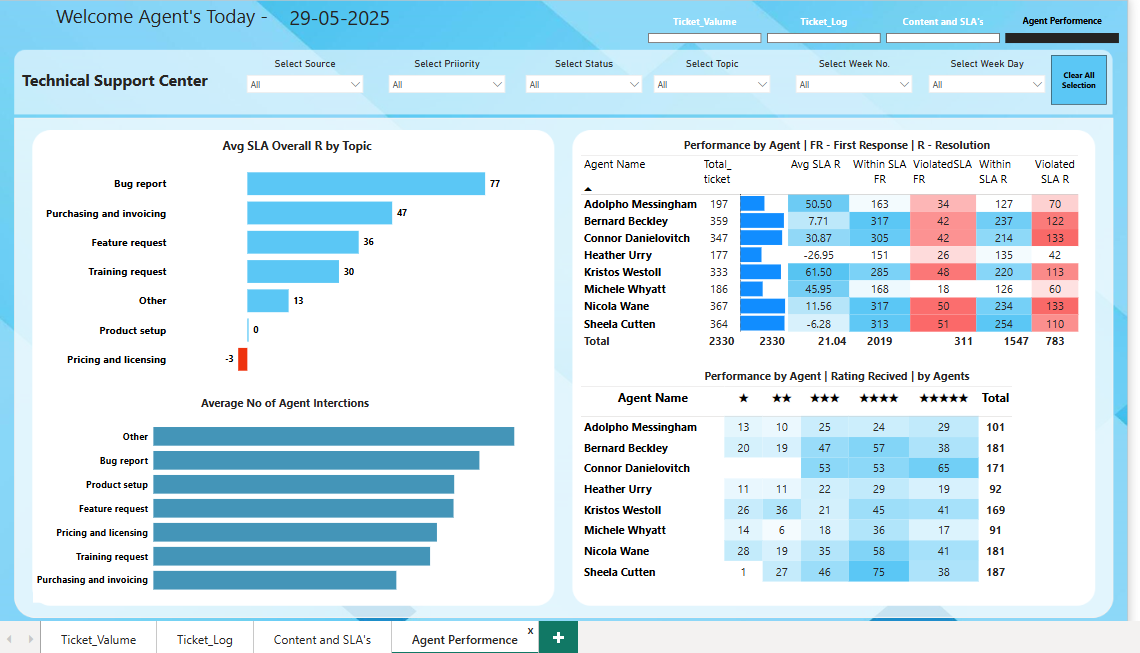 Welcome Agent's Today - 29-05-2025
Ticket_Valume Ticket_Log Content and SLA's Agent Performence
Technical Support Center
Select Source Select Priiority Select Status Select Topic Select Week No. Select Week Day
All All All All All All
Clear All
Selection
Avg SLA Overall R by Topic
Bug report 77
Purchasing and invoicing 47
Feature request 36
Training request 30
Other 13
Product setup 0
Pricing and licensing -3
Average No of Agent Interctions
Other
Bug report
Product setup
Feature request
Pricing and licensing
Training request
Purchasing and invoicing
Performance by Agent | FR - First Response | R - Resolution
Agent Name Total_ Avg SLA R Within SLA ViolatedSLA Within Violated
ticket FR FR SLA R SLA R
Adolpho Messingham 197 50.50 163 34 127 70
Bernard Beckley 359 7.71 317 42 237 122
Connor Danielovitch 347 30.87 305 42 214 133
Heather Urry 177 -26.95 151 26 135 42
Kristos Westoll 333 61.50 285 48 220 113
Michele Whyatt 186 45.95 168 18 126 60
Nicola Wane 367 11.56 317 50 234 133
Sheela Cutten 364 -6.28 313 51 254 110
Total 2330 2330 21.04 2019 311 1547 783
Performance by Agent | Rating Recived | by Agents
Agent Name ★ ★★ ★★★ ★★★★ ★★★★★ Total
Adolpho Messingham 13 10 25 24 29 101
Bernard Beckley 20 19 47 57 38 181
Connor Danielovitch 53 53 65 171
Heather Urry 11 11 22 29 19 92
Kristos Westoll 26 36 21 45 41 169
Michele Whyatt 14 6 18 36 17 91
Nicola Wane 28 19 35 58 41 181
Sheela Cutten 1 27 46 75 38 187
Ticket_Valume Ticket_Log Content and SLA's Agent Performence x +